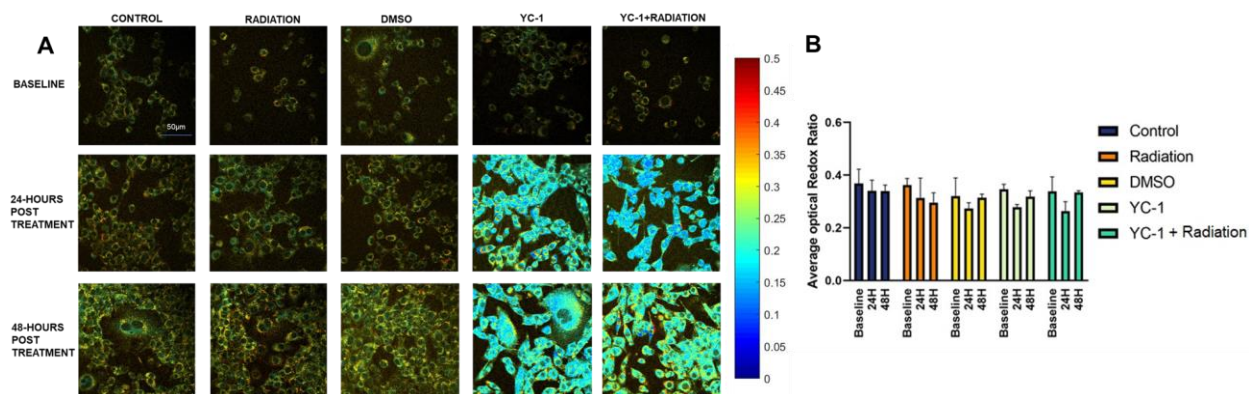 A
CONTROL
RADIATION
DMSO
YC-1
YC-1+RADIATION
BASELINE
50μm
24-HOURS
POST
TREATMENT
48-HOURS
POST
TREATMENT
0.5
0.45
0.4
0.35
0.3
0.25
0.2
0.15
0.1
0.05
0
B
Average optical Redox Ratio
0.6
0.4
0.2
0.0
Baseline
24H
48H
Baseline
24H
48H
Baseline
24H
48H
Baseline
24H
48H
Baseline
24H
48H
Control
Radiation
DMSO
YC-1
YC-1 + Radiation